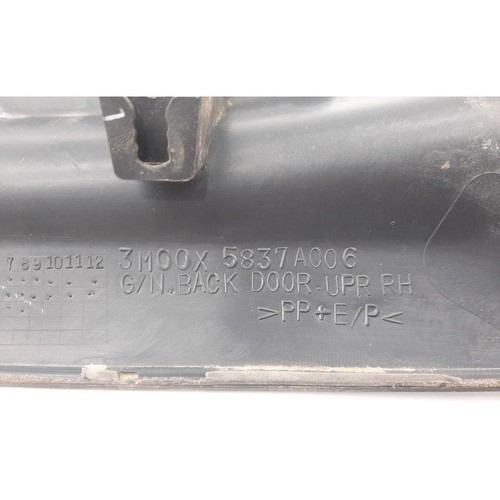 7 8 9 10 11 12
3M00X 5837A006
G/N. BACK DOOR-UPR RH
>PP+E/P<